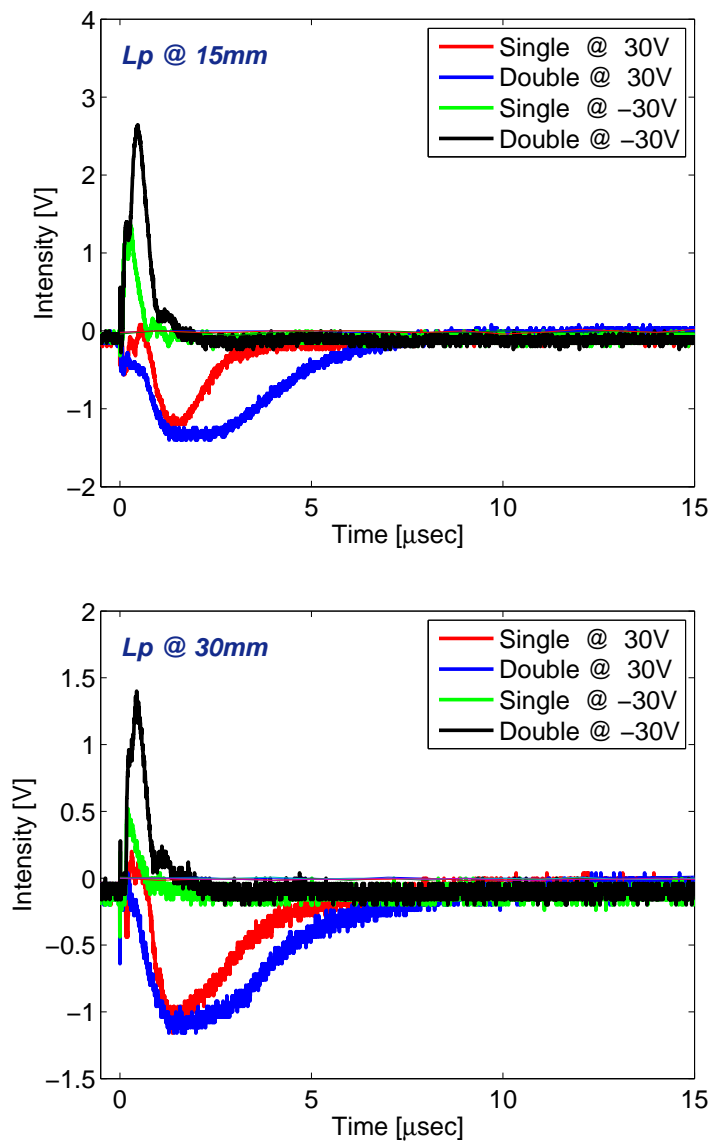 4
3
2
1
0
−1
−2
Intensity [V]
Lp @ 15mm
Single @ 30V
Double @ 30V
Single @ −30V
Double @ −30V
0
5
10
15
Time [μsec]
2
1.5
1
0.5
0
−0.5
−1
−1.5
Intensity [V]
Lp @ 30mm
Single @ 30V
Double @ 30V
Single @ −30V
Double @ −30V
0
5
10
15
Time [μsec]